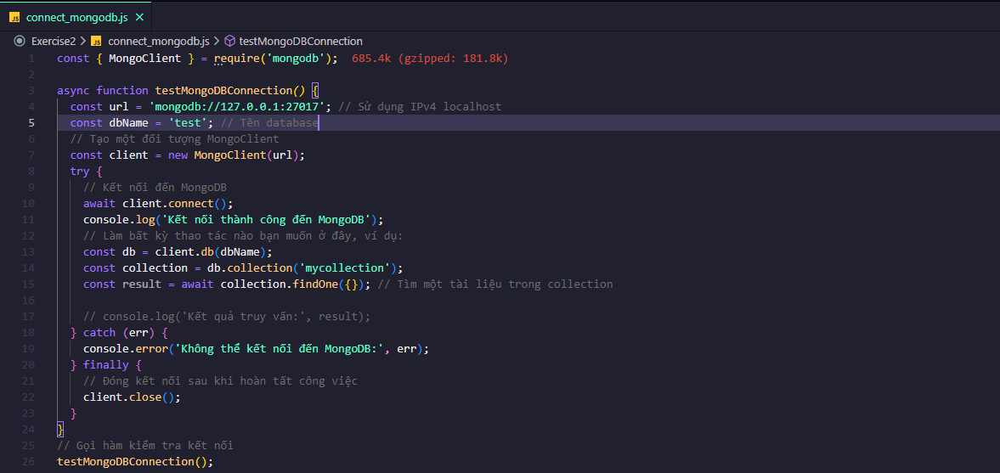 JS connect_mongodb.js ×
Exercise2 > JS connect_mongodb.js > testMongoDBConnection
1 const { MongoClient } = require('mongodb'); 685.4k (gzipped: 181.8k)
2
3 async function testMongoDBConnection() {
4 const url = 'mongodb://127.0.0.1:27017'; // Sử dụng IPv4 localhost
5 const dbName = 'test'; // Tên database
6 // Tạo một đối tượng MongoClient
7 const client = new MongoClient(url);
8 try {
9 // Kết nối đến MongoDB
10 await client.connect();
11 console.log('Kết nối thành công đến MongoDB');
12 // Làm bất kỳ thao tác nào bạn muốn ở đây, ví dụ:
13 const db = client.db(dbName);
14 const collection = db.collection('mycollection');
15 const result = await collection.findOne({}); // Tìm một tài liệu trong collection
16
17 // console.log('Kết quả truy vấn:', result);
18 } catch (err) {
19 console.error('Không thể kết nối đến MongoDB:', err);
20 } finally {
21 // Đóng kết nối sau khi hoàn tất công việc
22 client.close();
23 }
24 }
25 // Gọi hàm kiểm tra kết nối
26 testMongoDBConnection();